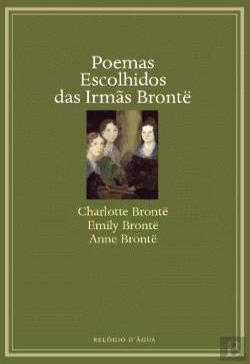 Poemas
Escolhidos
das Irmãs Brontë
Charlotte Brontë
Emily Brontë
Anne Brontë
RELÓGIO D'ÁGUA